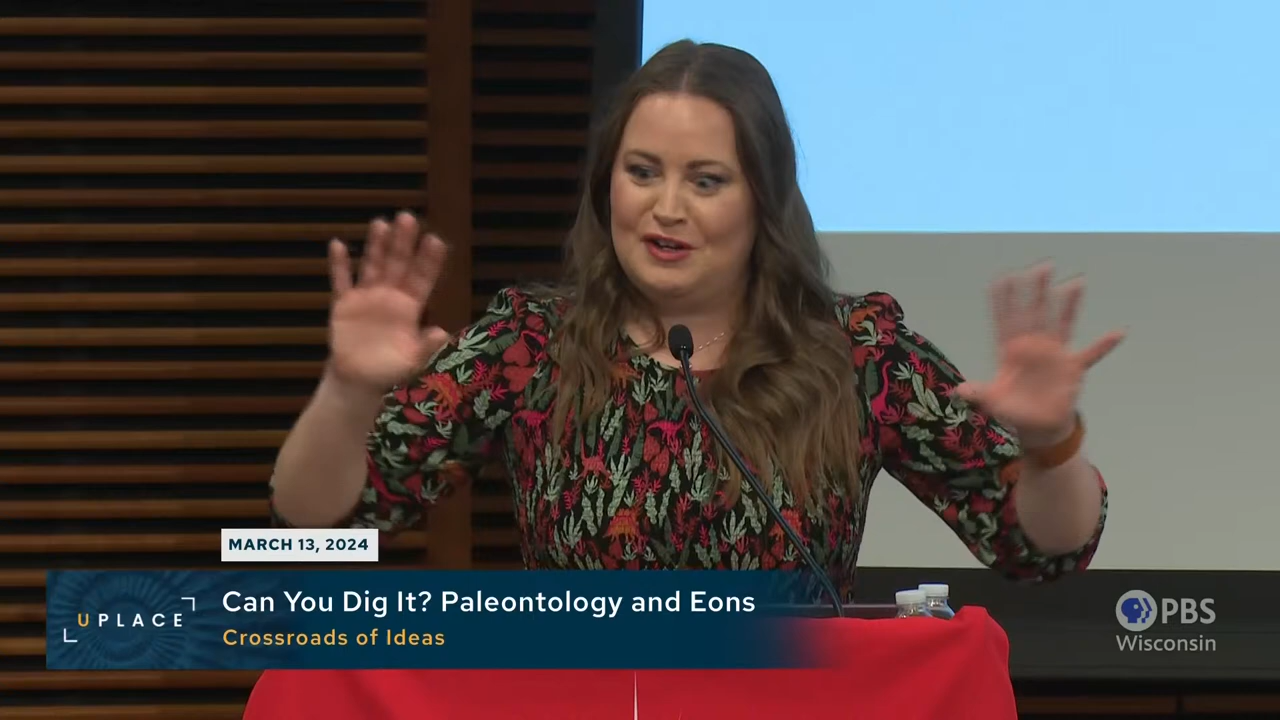 MARCH 13, 2024
UPLACE
Can You Dig It? Paleontology and Eons
Crossroads of Ideas
PBS
Wisconsin